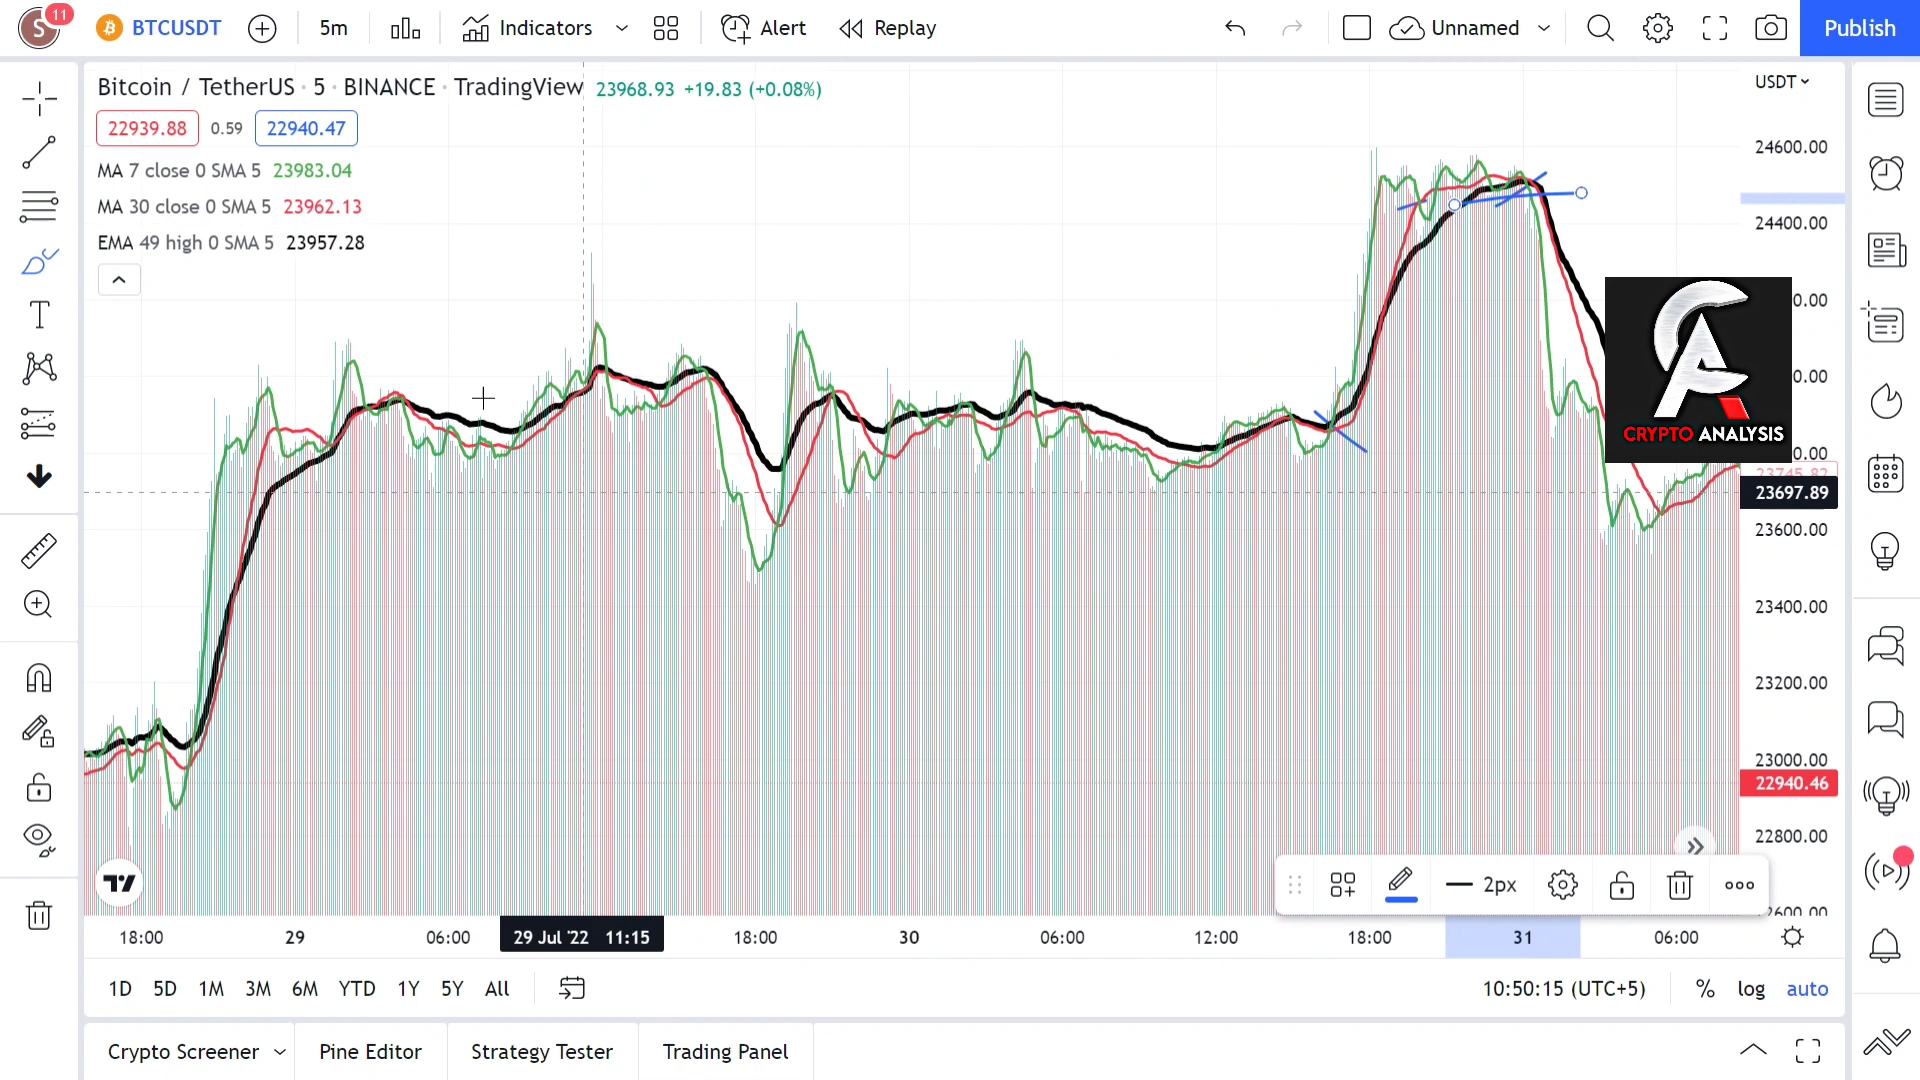 S 11 BTCUSDT 5m Indicators Alert Replay Unnamed Publish
Bitcoin / TetherUS · 5 · BINANCE · TradingView 23968.93 +19.83 (+0.08%)
USDT
22939.88 0.59 22940.47
MA 7 close 0 SMA 5 23983.04
MA 30 close 0 SMA 5 23962.13
EMA 49 high 0 SMA 5 23957.28
24600.00
24400.00
CRYPTO ANALYSIS
23745.82
23697.89
23600.00
23400.00
23200.00
23000.00
22940.46
22800.00
2px
18:00 29 06:00 29 Jul '22 11:15 18:00 30 06:00 12:00 18:00 31 06:00
1D 5D 1M 3M 6M YTD 1Y 5Y All 10:50:15 (UTC+5) % log auto
Crypto Screener Pine Editor Strategy Tester Trading Panel